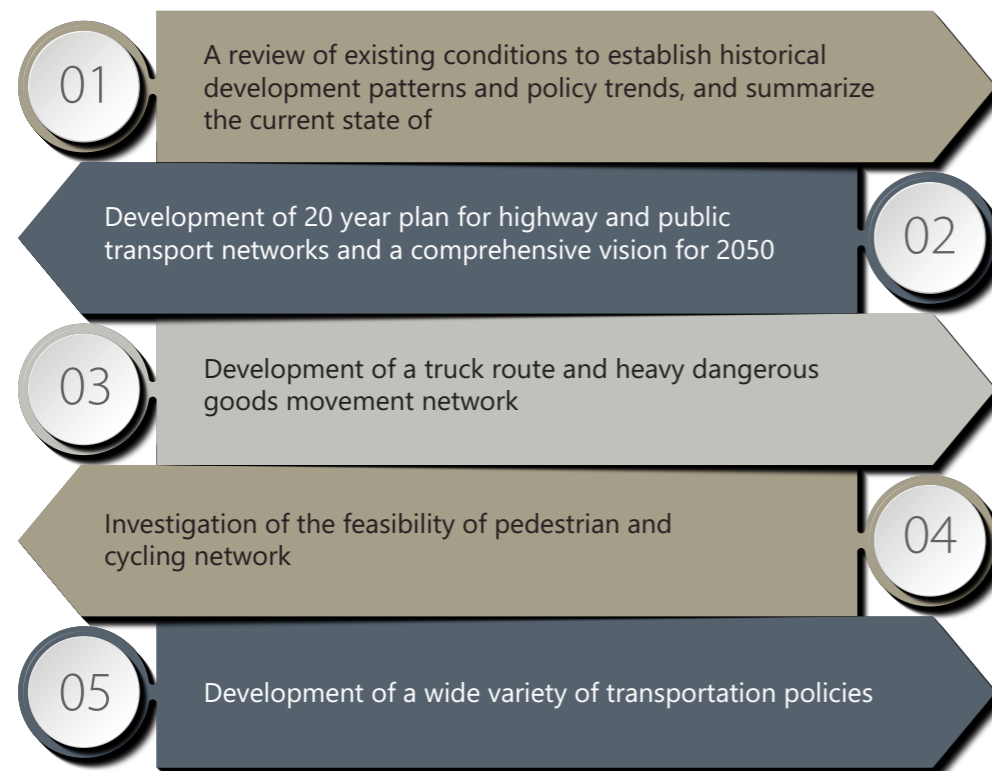 01
A review of existing conditions to establish historical
development patterns and policy trends, and summarize
the current state of
Development of 20 year plan for highway and public
transport networks and a comprehensive vision for 2050
02
03
Development of a truck route and heavy dangerous
goods movement network
Investigation of the feasibility of pedestrian and
cycling network
04
05
Development of a wide variety of transportation policies